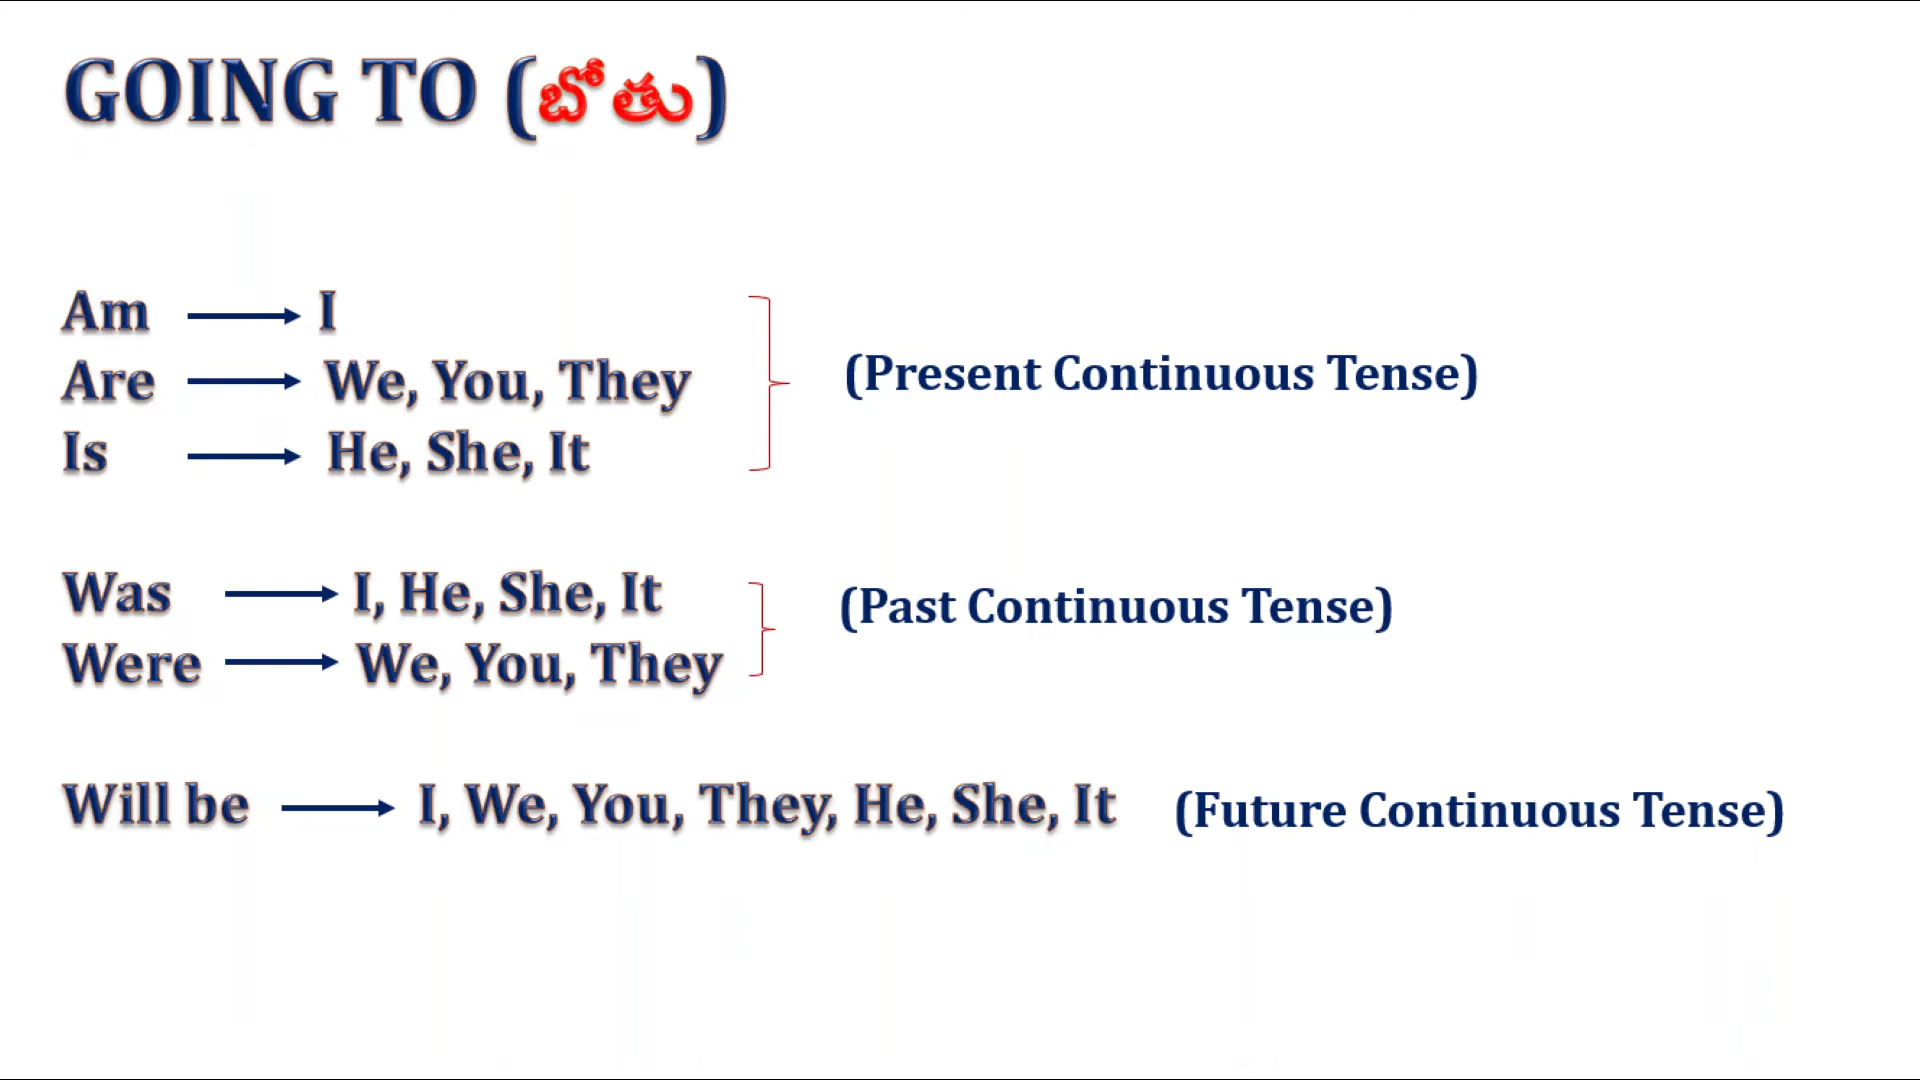 GOING TO (బోతు)
Am → I
Are → We, You, They
Is → He, She, It
(Present Continuous Tense)
Was → I, He, She, It
Were → We, You, They
(Past Continuous Tense)
Will be → I, We, You, They, He, She, It (Future Continuous Tense)